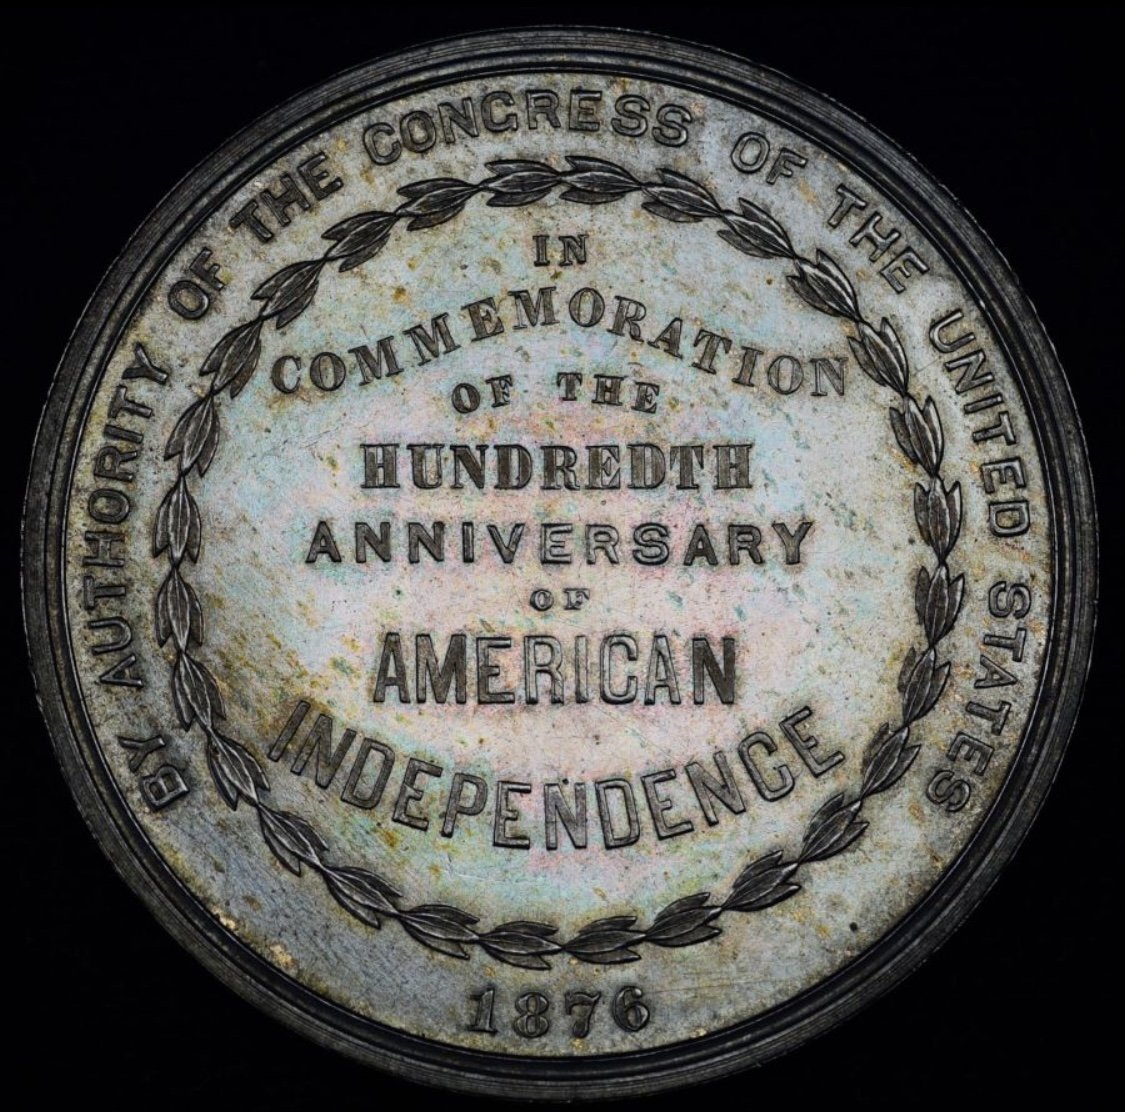 BY AUTHORITY OF THE CONGRESS OF THE UNITED STATES
IN
COMMEMORATION
OF THE
HUNDREDTH
ANNIVERSARY
OF
AMERICAN
INDEPENDENCE
1876